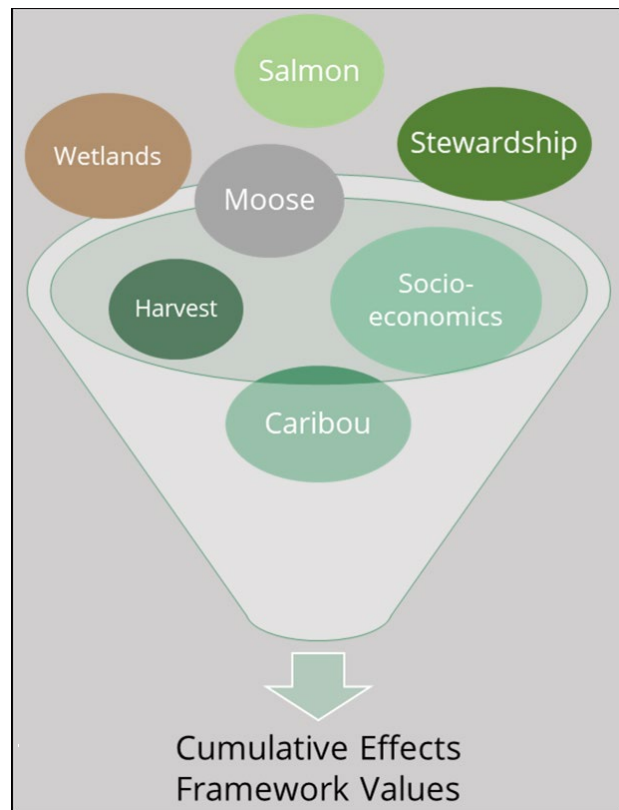 Salmon
Wetlands
Stewardship
Moose
Harvest
Socio-
economics
Caribou
Cumulative Effects
Framework Values